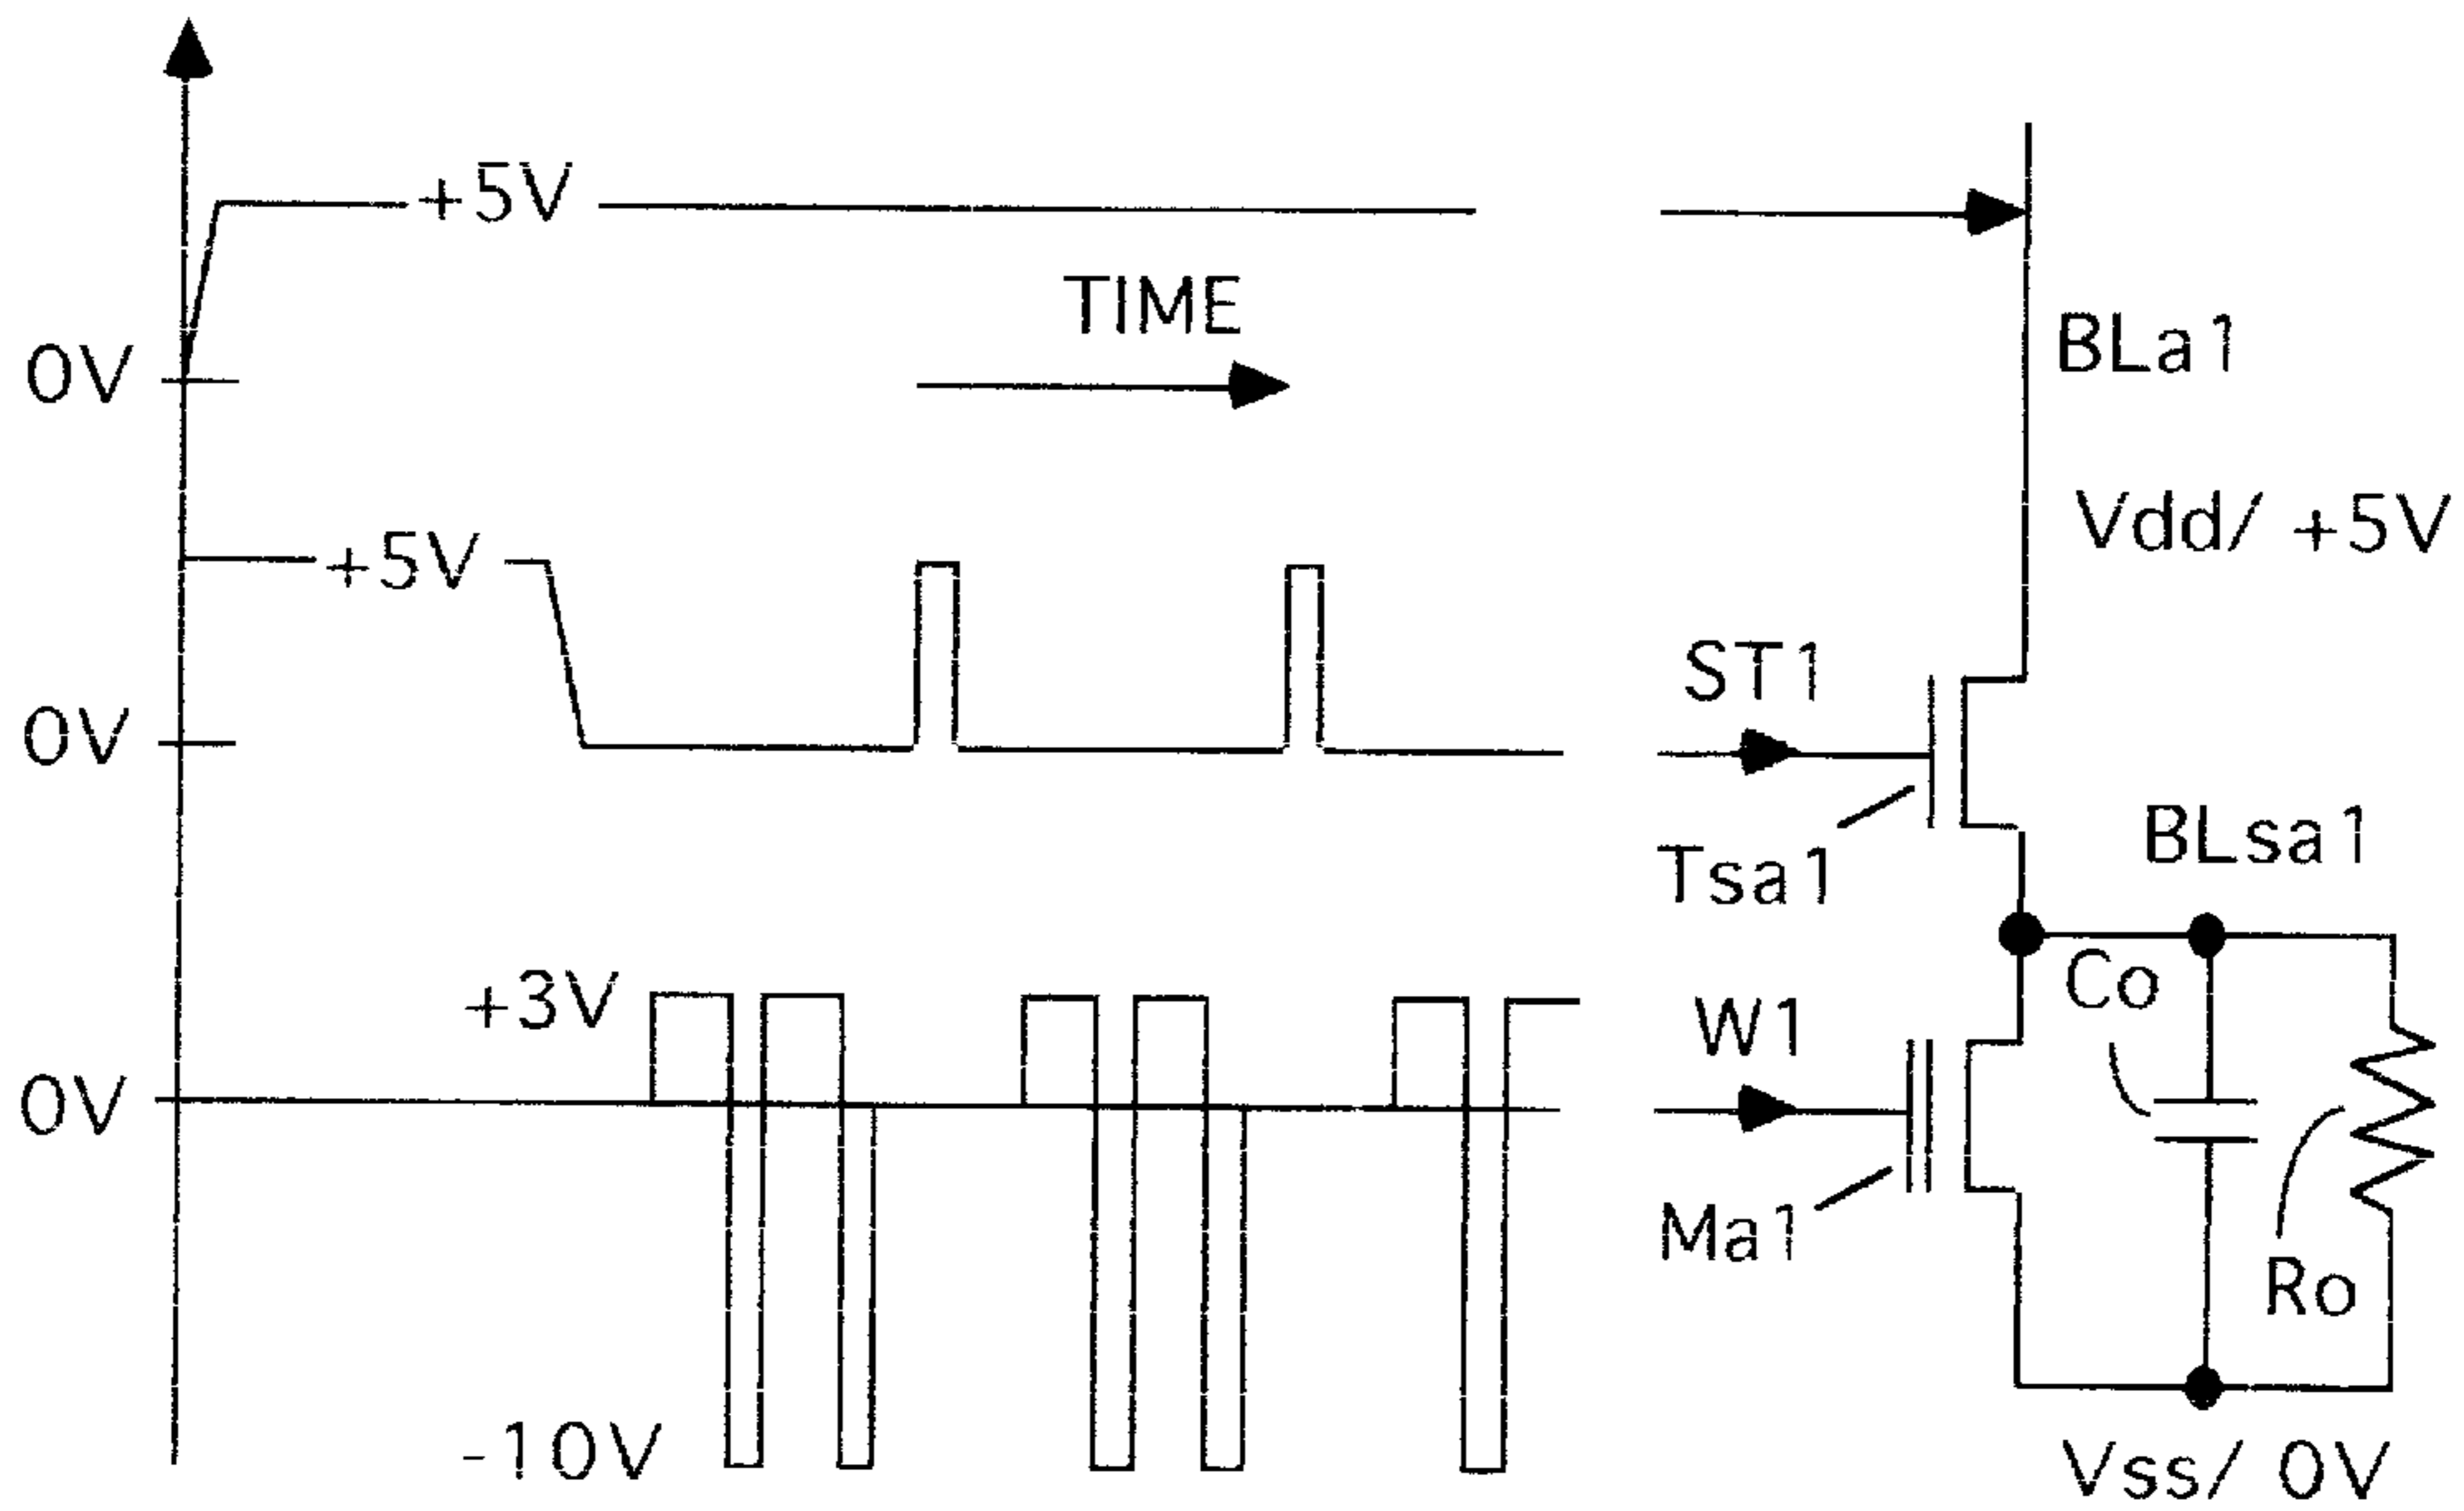 +5V
TIME
0V
BLa1
Vdd/ +5V
+5V
ST1
0V
BLsa1
Tsa1
+3V
Co
W1
0V
Ma1
Ro
-10V
Vss/ 0V